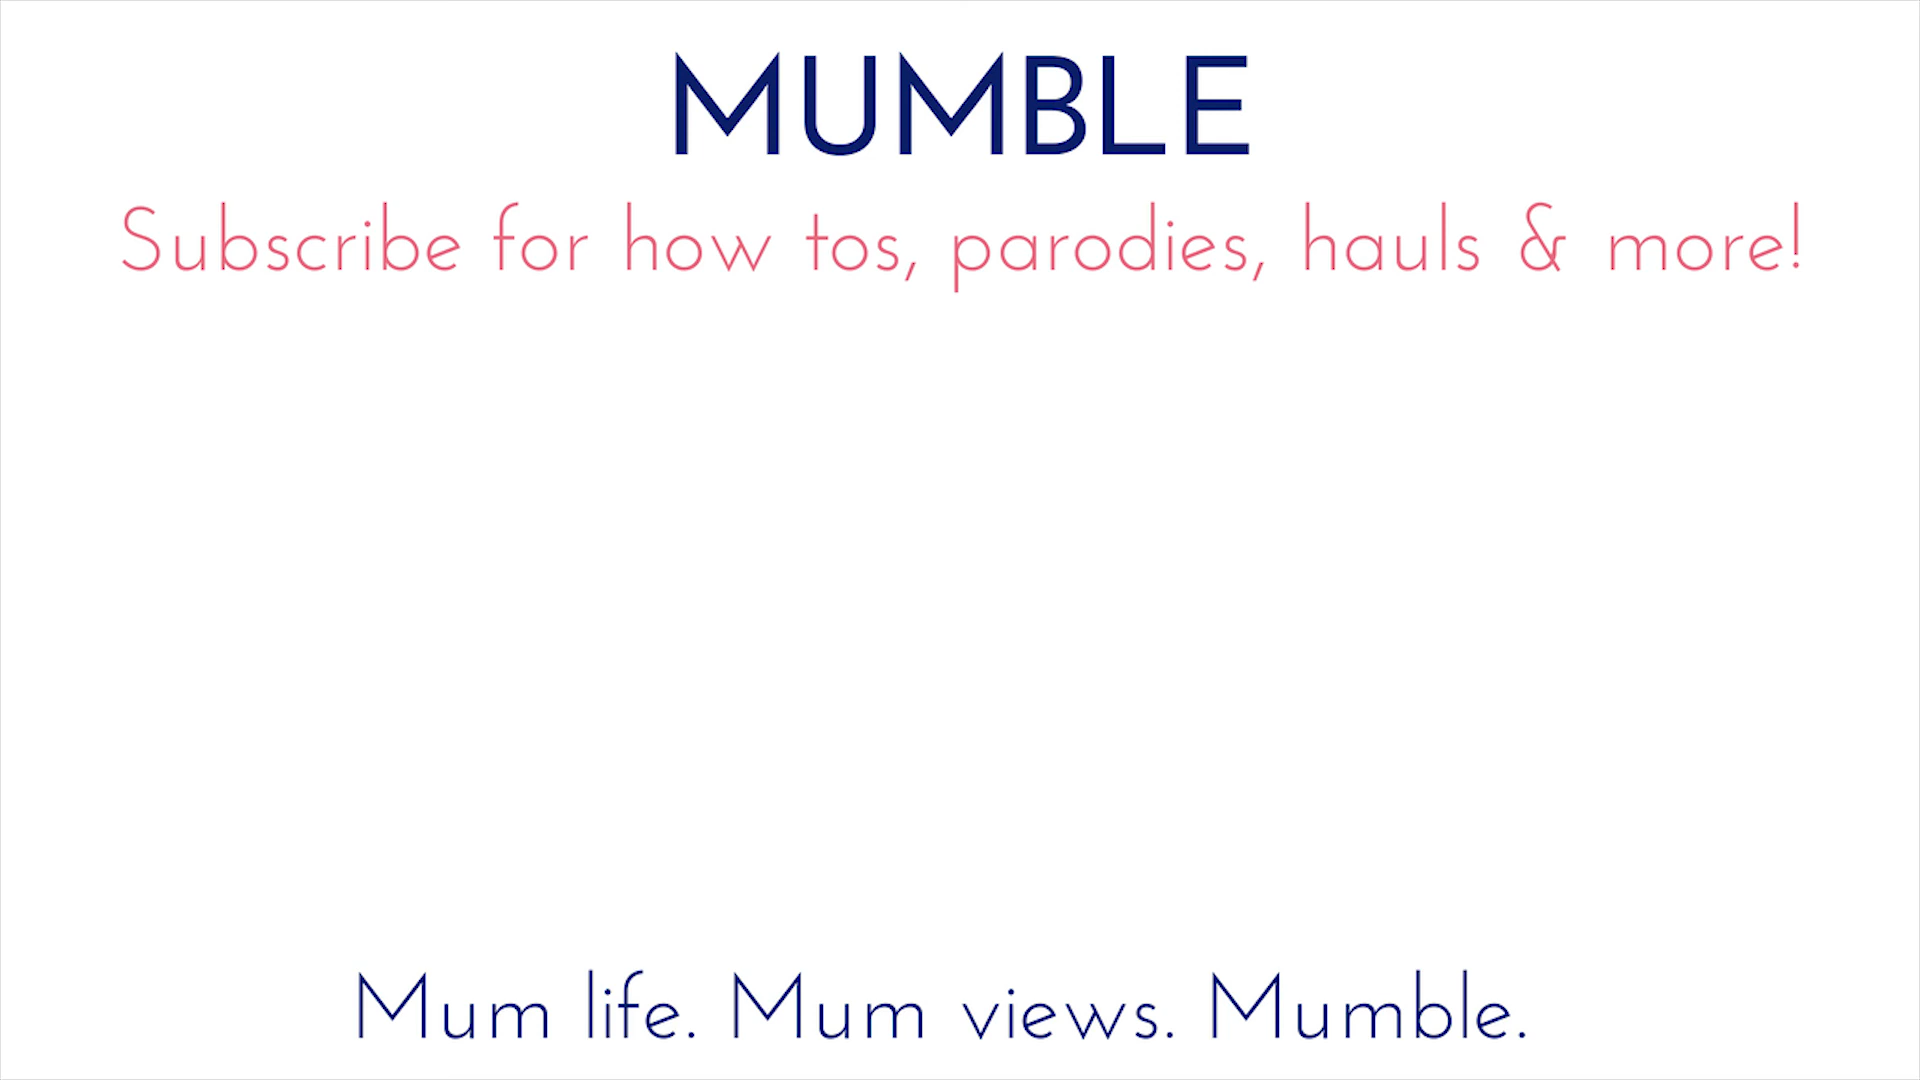 MUMBLE
Subscribe for how tos, parodies, hauls & more!
Mum life. Mum views. Mumble.